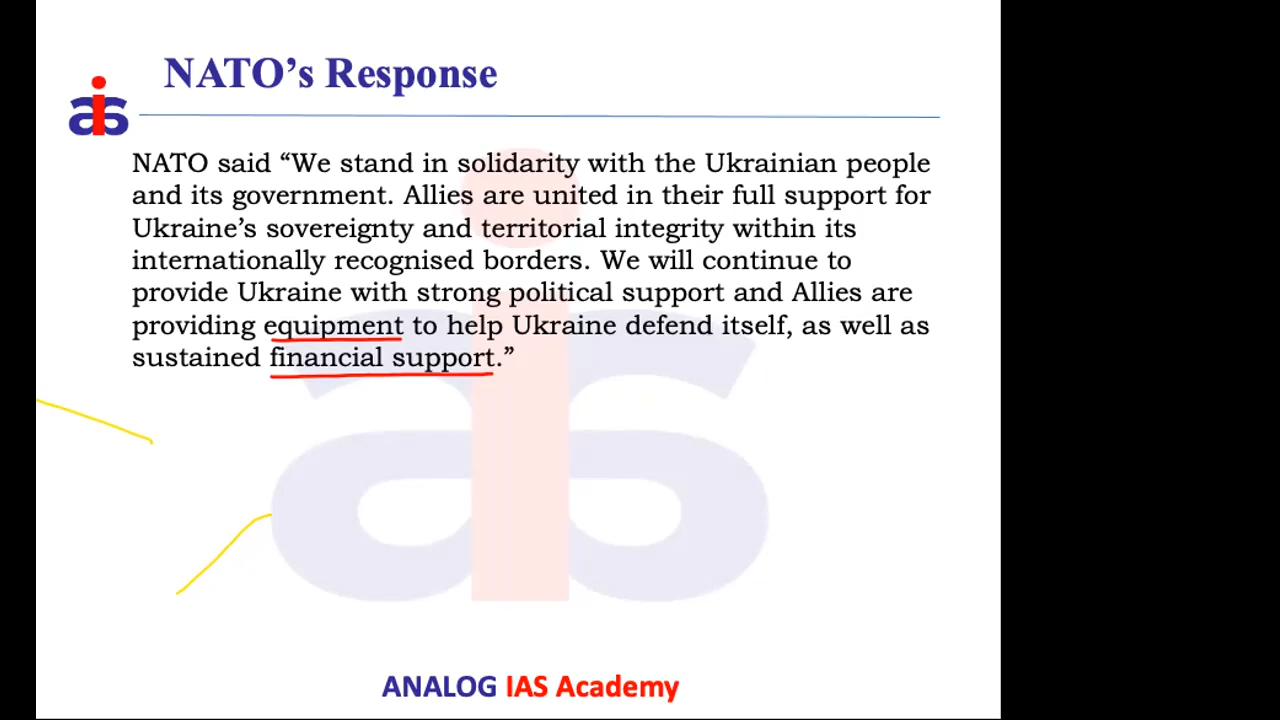 NATO's Response
ais
NATO said “We stand in solidarity with the Ukrainian people
and its government. Allies are united in their full support for
Ukraine’s sovereignty and territorial integrity within its
internationally recognised borders. We will continue to
provide Ukraine with strong political support and Allies are
providing equipment to help Ukraine defend itself, as well as
sustained financial support.”
ANALOG IAS Academy